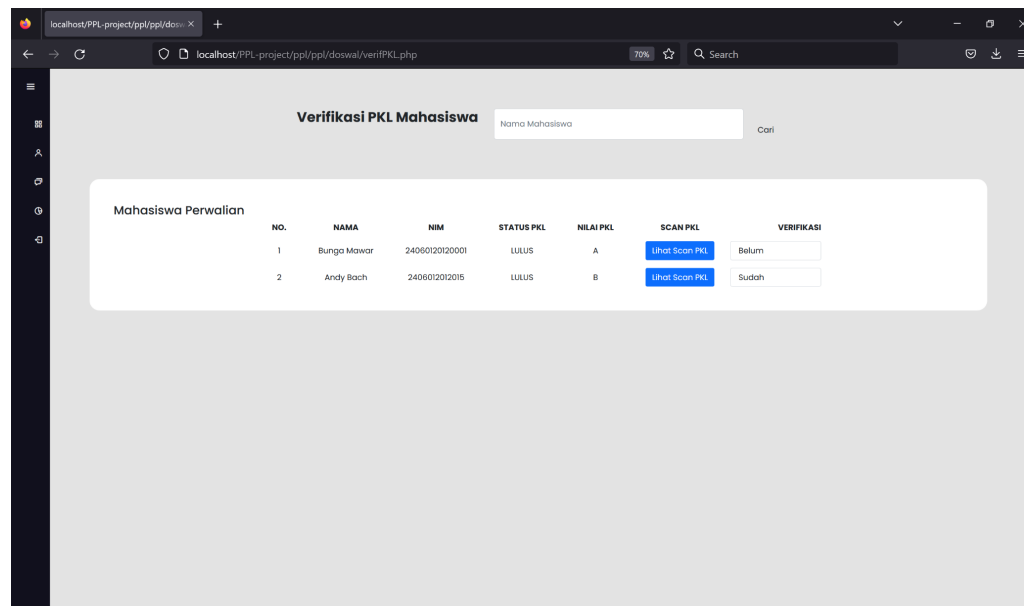 localhost/PPL-project/ppl/ppl/dosw
localhost/PPL-project/ppl/ppl/doswal/verifPKL.php 70% Search
Verifikasi PKL Mahasiswa Nama Mahasiswa Cari
Mahasiswa Perwalian
NO. NAMA NIM STATUS PKL NILAI PKL SCAN PKL VERIFIKASI
1 Bunga Mawar 24060120120001 LULUS A Lihat Scan PKL Belum
2 Andy Bach 2406012012015 LULUS B Lihat Scan PKL Sudah